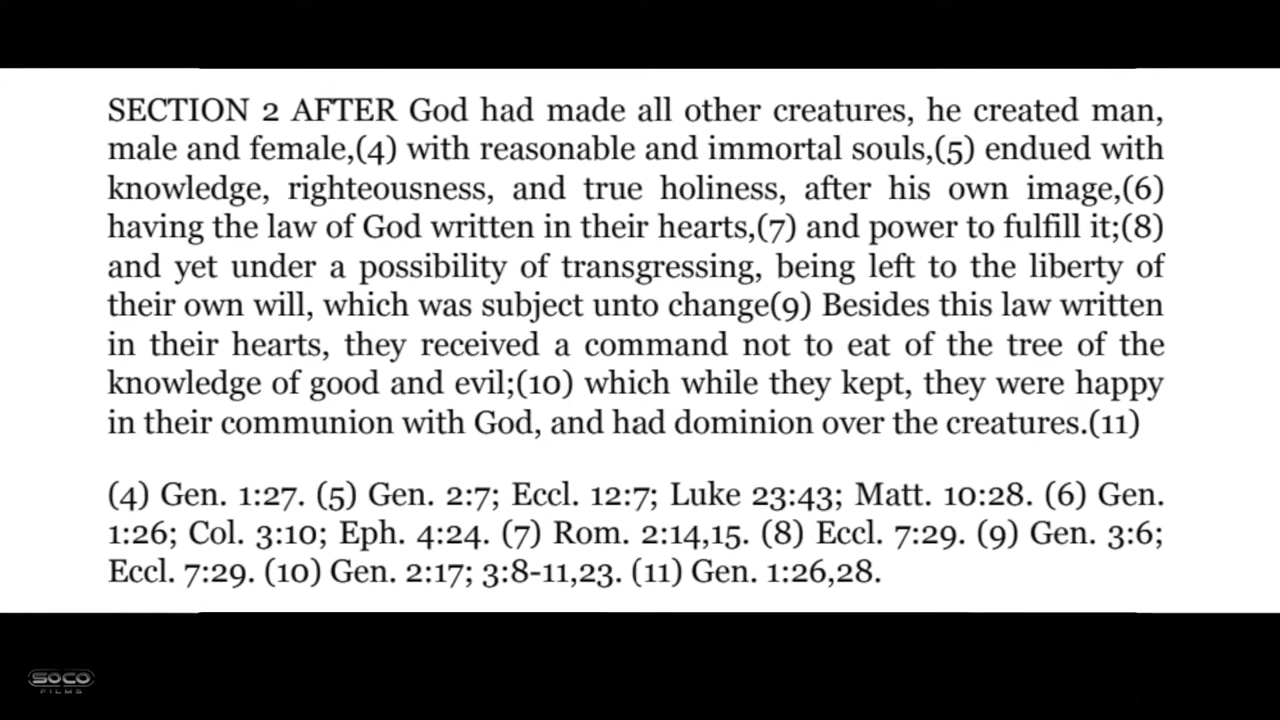 SECTION 2 AFTER God had made all other creatures, he created man,
male and female,(4) with reasonable and immortal souls,(5) endued with
knowledge, righteousness, and true holiness, after his own image,(6)
having the law of God written in their hearts,(7) and power to fulfill it;(8)
and yet under a possibility of transgressing, being left to the liberty of
their own will, which was subject unto change(9) Besides this law written
in their hearts, they received a command not to eat of the tree of the
knowledge of good and evil;(10) which while they kept, they were happy
in their communion with God, and had dominion over the creatures.(11)
(4) Gen. 1:27. (5) Gen. 2:7; Eccl. 12:7; Luke 23:43; Matt. 10:28. (6) Gen.
1:26; Col. 3:10; Eph. 4:24. (7) Rom. 2:14,15. (8) Eccl. 7:29. (9) Gen. 3:6;
Eccl. 7:29. (10) Gen. 2:17; 3:8-11,23. (11) Gen. 1:26,28.
SOCO
FILMS